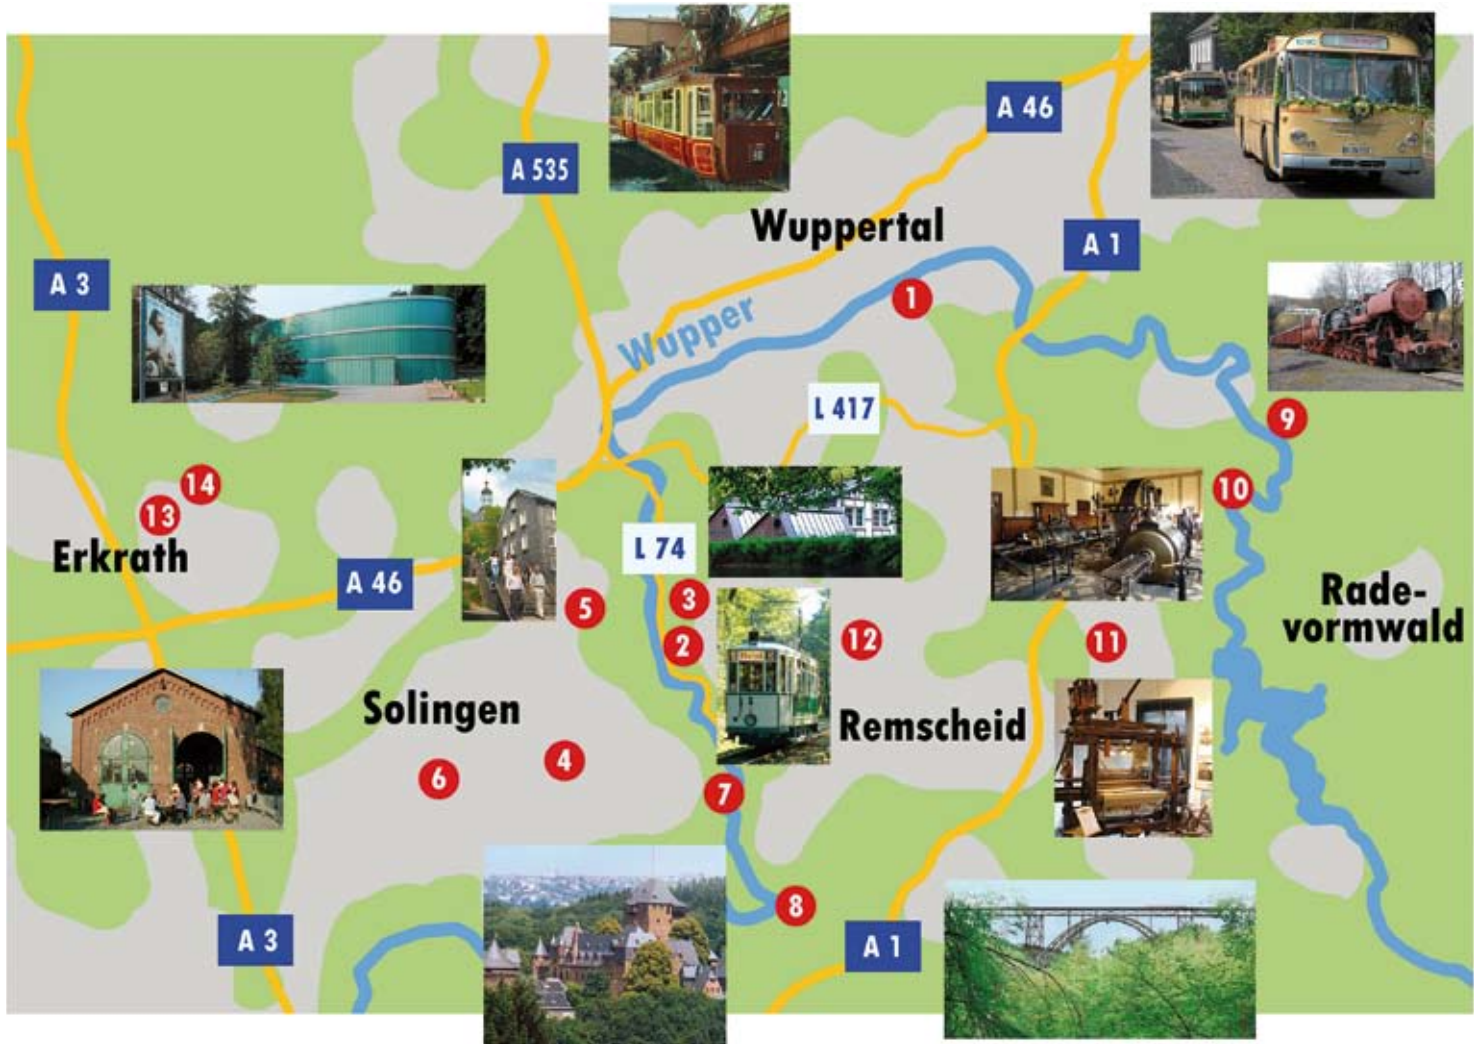 A 46
A 535
Wuppertal
A 1
A 3
1
Wupper
L 417
9
14
10
13
Erkrath
L 74
A 46
3
5
Rade-
vormwald
12
11
2
Solingen
Remscheid
4
6
7
8
A 3
A 1